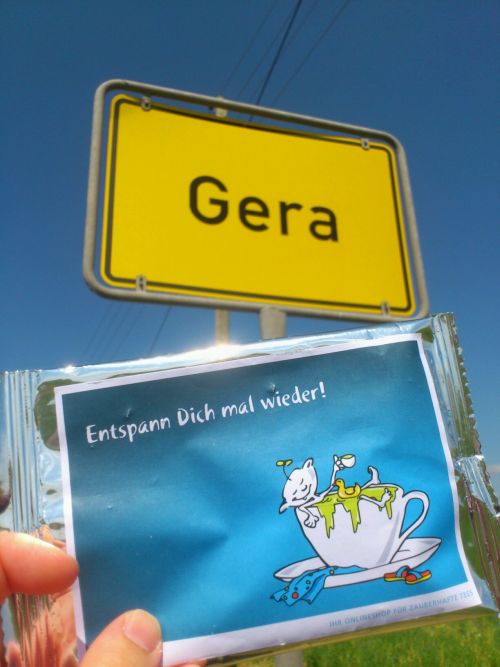 Gera
Entspann Dich mal wieder!
IHR ONLINESHOP FÜR ZAUBERHAFTE TEES